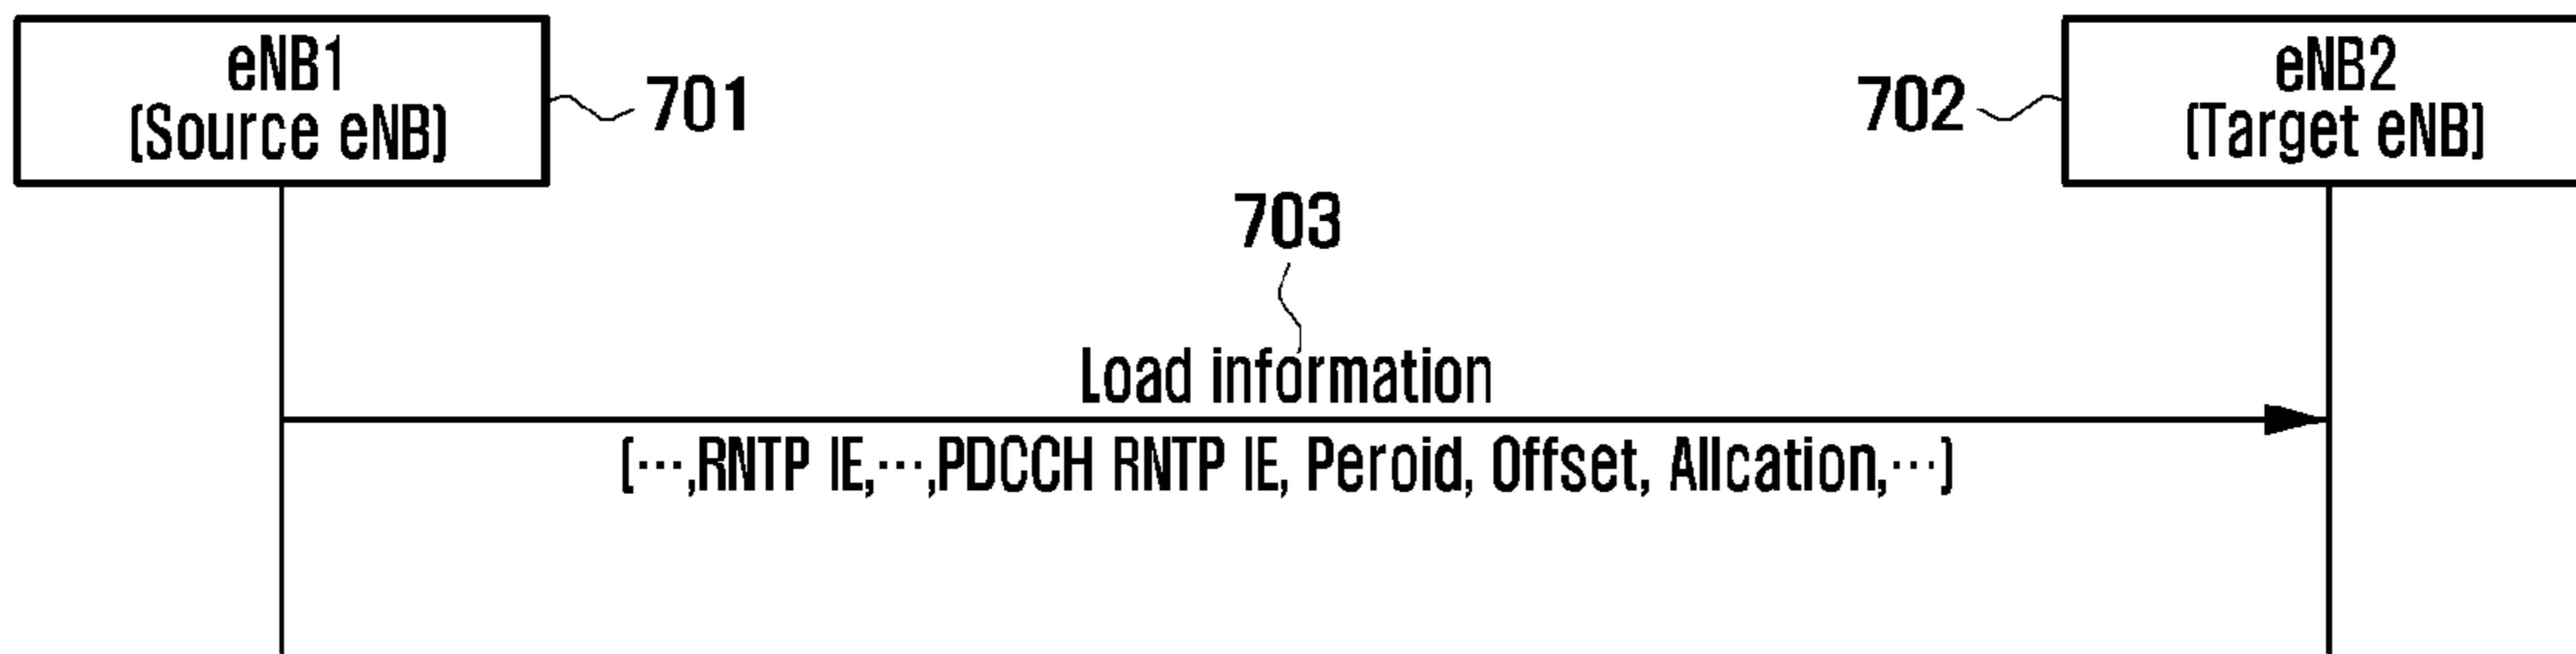 eNB1
(Source eNB)
701
702
eNB2
(Target eNB)
703
Load information
(···,RNTP IE,···,PDCCH RNTP IE, Peroid, Offset, Allcation,···)